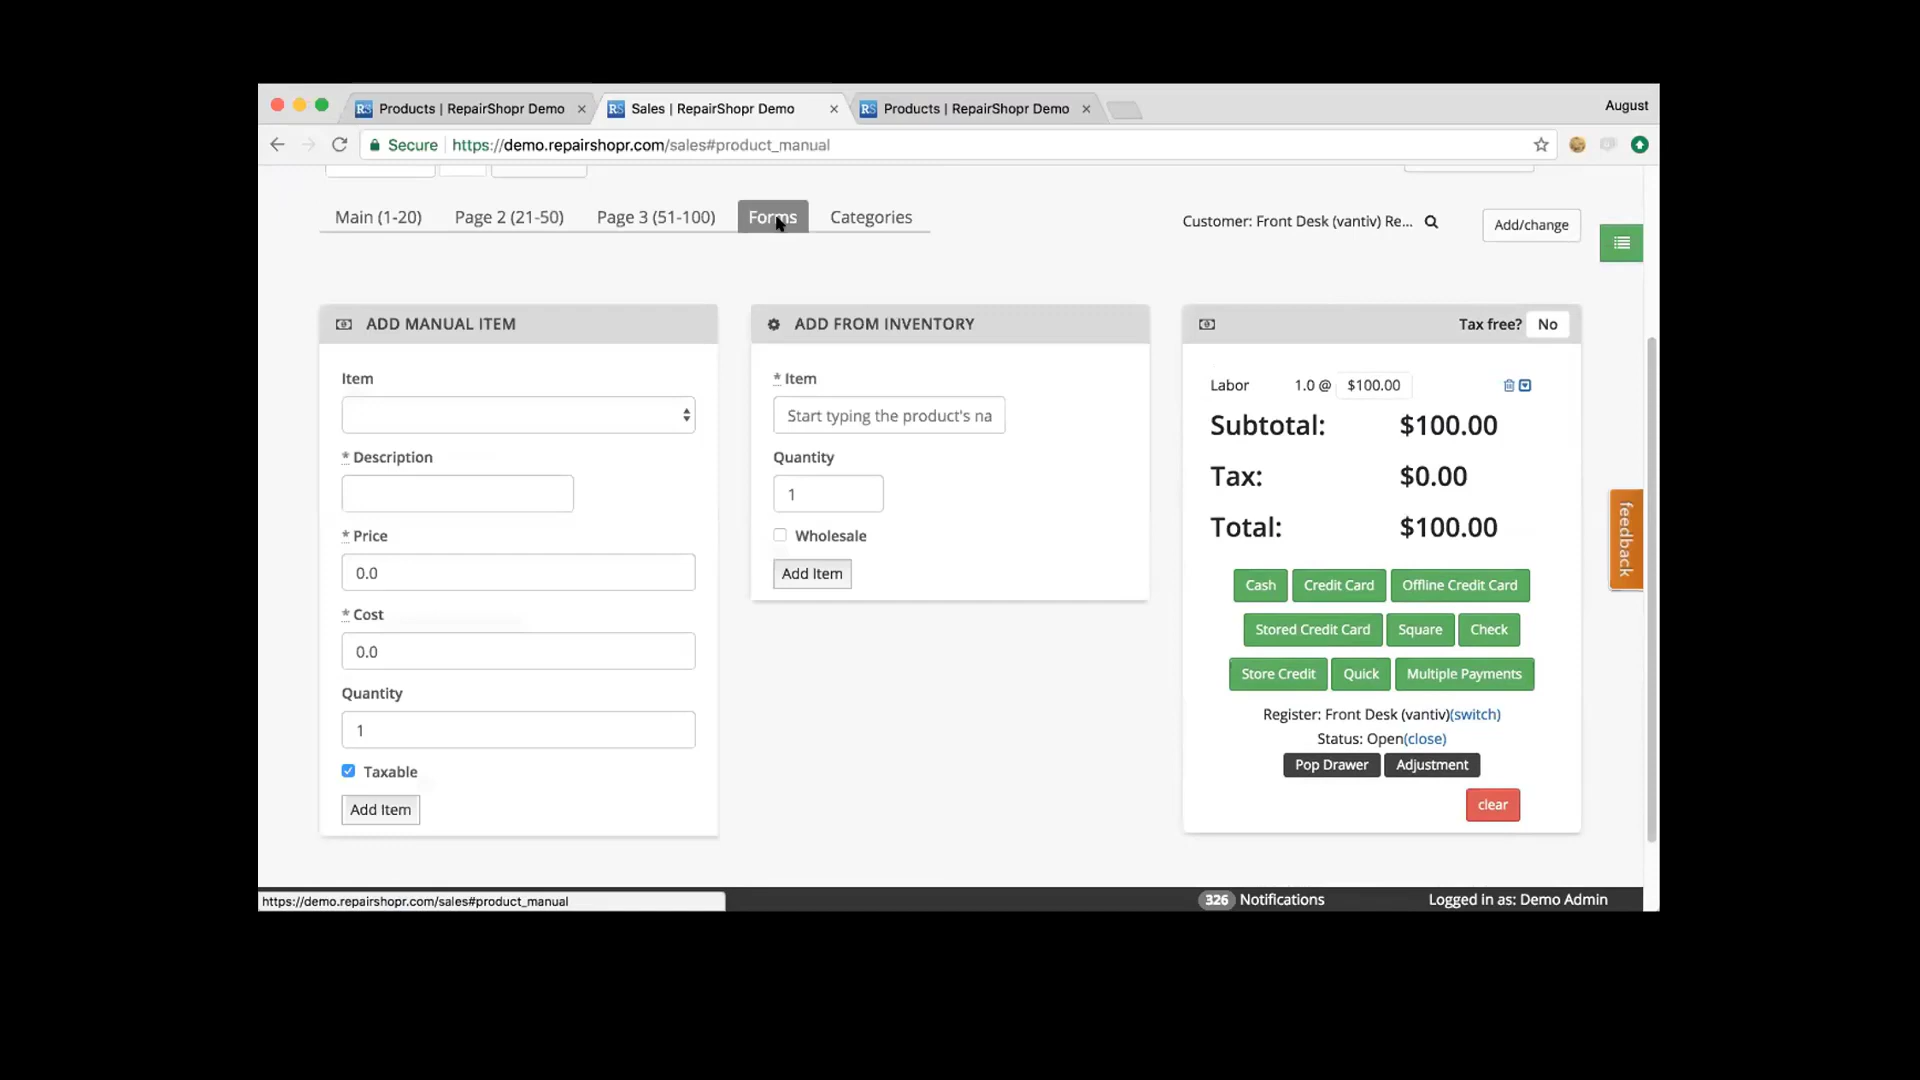 Products | RepairShopr Demo
Sales | RepairShopr Demo
Products | RepairShopr Demo
August
Secure
https://demo.repairshopr.com/sales#product_manual
Main (1-20)
Page 2 (21-50)
Page 3 (51-100)
Forms
Categories
Customer: Front Desk (vantiv) Re...
Add/change
ADD MANUAL ITEM
Item
* Description
* Price
0.0
* Cost
0.0
Quantity
1
Taxable
Add Item
ADD FROM INVENTORY
* Item
Start typing the product's na
Quantity
1
Wholesale
Add Item
Tax free? No
Labor 1.0 @ $100.00
Subtotal: $100.00
Tax: $0.00
Total: $100.00
Cash Credit Card Offline Credit Card
Stored Credit Card Square Check
Store Credit Quick Multiple Payments
Register: Front Desk (vantiv)(switch)
Status: Open(close)
Pop Drawer Adjustment
clear
feedback
https://demo.repairshopr.com/sales#product_manual
326 Notifications
Logged in as: Demo Admin